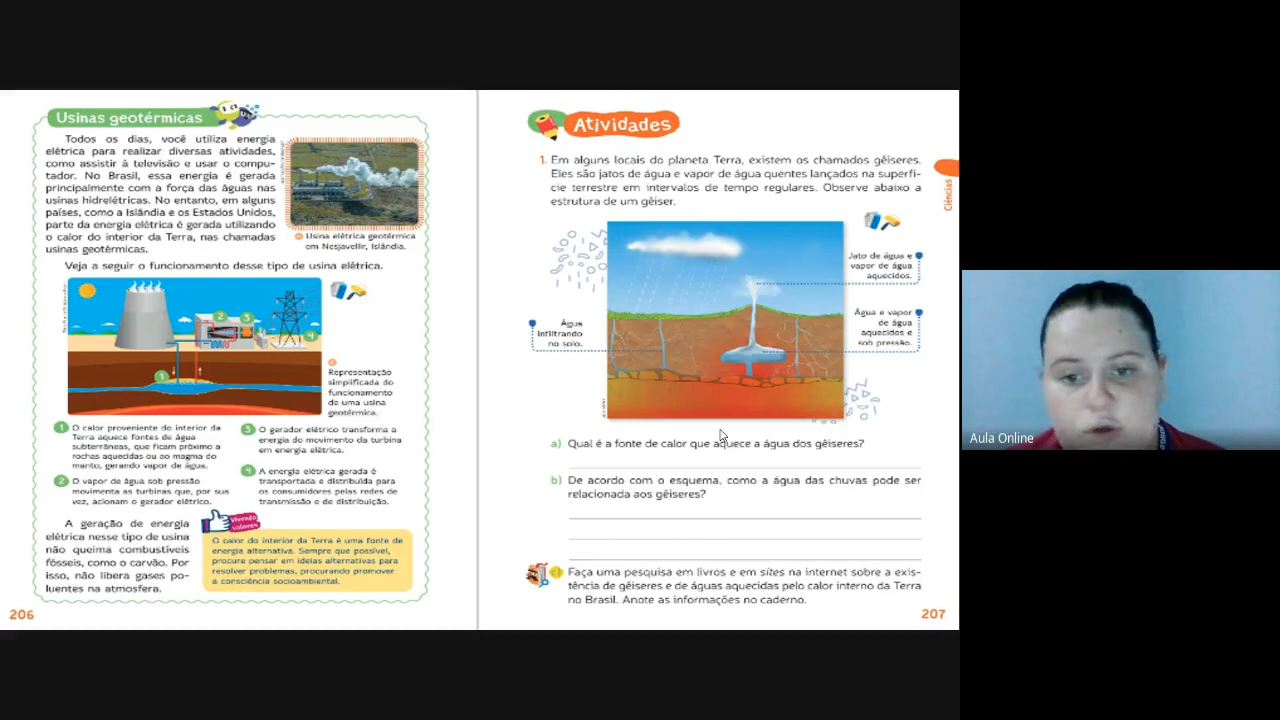 Usinas geotérmicas
Todos os dias, você utiliza energia
elétrica para realizar diversas atividades,
como assistir à televisão e usar o compu-
tador. No Brasil, essa energia é gerada
principalmente com a força das águas nas
usinas hidrelétricas. No entanto, em alguns
países, como a Islândia e os Estados Unidos,
parte da energia elétrica é gerada utilizando
o calor do interior da Terra, nas chamadas
usinas geotérmicas.
Usina elétrica geotérmica
em Nesjavellir, Islândia.
Veja a seguir o funcionamento desse tipo de usina elétrica.
2
3
4
1
Representação
simplificada do
funcionamento
de uma usina
geotérmica.
1 O calor proveniente do interior da
Terra aquece fontes de água
subterrâneas, que ficam próximo a
rochas aquecidas ou ao magma do
manto, gerando vapor de água.
2 O vapor de água sob pressão
movimenta as turbinas que, por sua
vez, acionam o gerador elétrico.
3 O gerador elétrico transforma a
energia do movimento da turbina
em energia elétrica.
4 A energia elétrica gerada é
transportada e distribuída para
os consumidores pelas redes de
transmissão e de distribuição.
A geração de energia
elétrica nesse tipo de usina
não queima combustíveis
fósseis, como o carvão. Por
isso, não libera gases po-
luentes na atmosfera.
Vivendo
valores
O calor do interior da Terra é uma fonte de
energia alternativa. Sempre que possível,
procure pensar em ideias alternativas para
resolver problemas, procurando promover
a consciência socioambiental.
206
Atividades
1. Em alguns locais do planeta Terra, existem os chamados gêiseres.
Eles são jatos de água e vapor de água quentes lançados na superfí-
cie terrestre em intervalos de tempo regulares. Observe abaixo a
estrutura de um gêiser.
Ciências
Jato de água e
vapor de água
aquecidos.
Água e vapor
de água
aquecidos e
sob pressão.
Água
infiltrando
no solo.
a) Qual é a fonte de calor que aquece a água dos gêiseres?
b) De acordo com o esquema, como a água das chuvas pode ser
relacionada aos gêiseres?
c) Faça uma pesquisa em livros e em sites na internet sobre a exis-
tência de gêiseres e de águas aquecidas pelo calor interno da Terra
no Brasil. Anote as informações no caderno.
207
Aula Online